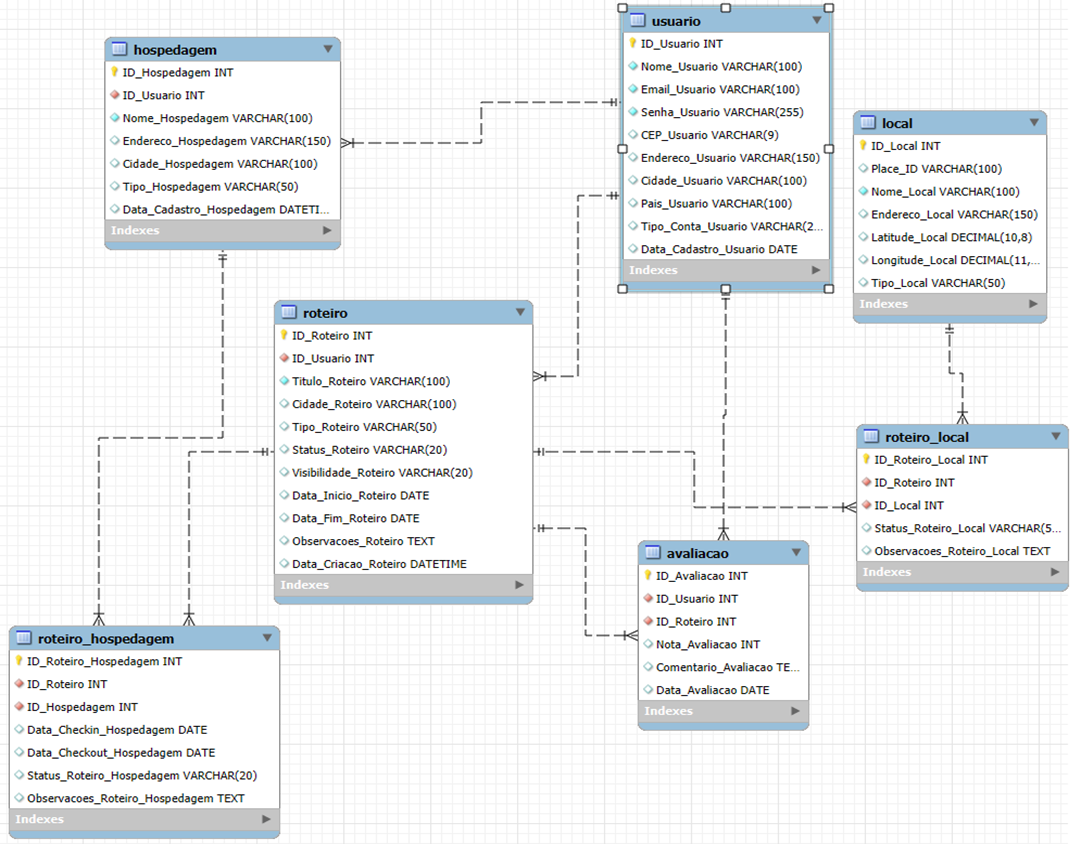 hospedagem
ID_Hospedagem INT
ID_Usuario INT
Nome_Hospedagem VARCHAR(100)
Endereco_Hospedagem VARCHAR(150)
Cidade_Hospedagem VARCHAR(100)
Tipo_Hospedagem VARCHAR(50)
Data_Cadastro_Hospedagem DATETI...
Indexes
usuario
ID_Usuario INT
Nome_Usuario VARCHAR(100)
Email_Usuario VARCHAR(100)
Senha_Usuario VARCHAR(255)
CEP_Usuario VARCHAR(9)
Endereco_Usuario VARCHAR(150)
Cidade_Usuario VARCHAR(100)
Pais_Usuario VARCHAR(100)
Tipo_Conta_Usuario VARCHAR(2...
Data_Cadastro_Usuario DATE
Indexes
local
ID_Local INT
Place_ID VARCHAR(100)
Nome_Local VARCHAR(100)
Endereco_Local VARCHAR(150)
Latitude_Local DECIMAL(10,8)
Longitude_Local DECIMAL(11,...
Tipo_Local VARCHAR(50)
Indexes
roteiro
ID_Roteiro INT
ID_Usuario INT
Titulo_Roteiro VARCHAR(100)
Cidade_Roteiro VARCHAR(100)
Tipo_Roteiro VARCHAR(50)
Status_Roteiro VARCHAR(20)
Visibilidade_Roteiro VARCHAR(20)
Data_Inicio_Roteiro DATE
Data_Fim_Roteiro DATE
Observacoes_Roteiro TEXT
Data_Criacao_Roteiro DATETIME
Indexes
roteiro_local
ID_Roteiro_Local INT
ID_Roteiro INT
ID_Local INT
Status_Roteiro_Local VARCHAR(5...
Observacoes_Roteiro_Local TEXT
Indexes
avaliacao
ID_Avaliacao INT
ID_Usuario INT
ID_Roteiro INT
Nota_Avaliacao INT
Comentario_Avaliacao TE...
Data_Avaliacao DATE
Indexes
roteiro_hospedagem
ID_Roteiro_Hospedagem INT
ID_Roteiro INT
ID_Hospedagem INT
Data_Checkin_Hospedagem DATE
Data_Checkout_Hospedagem DATE
Status_Roteiro_Hospedagem VARCHAR(20)
Observacoes_Roteiro_Hospedagem TEXT
Indexes